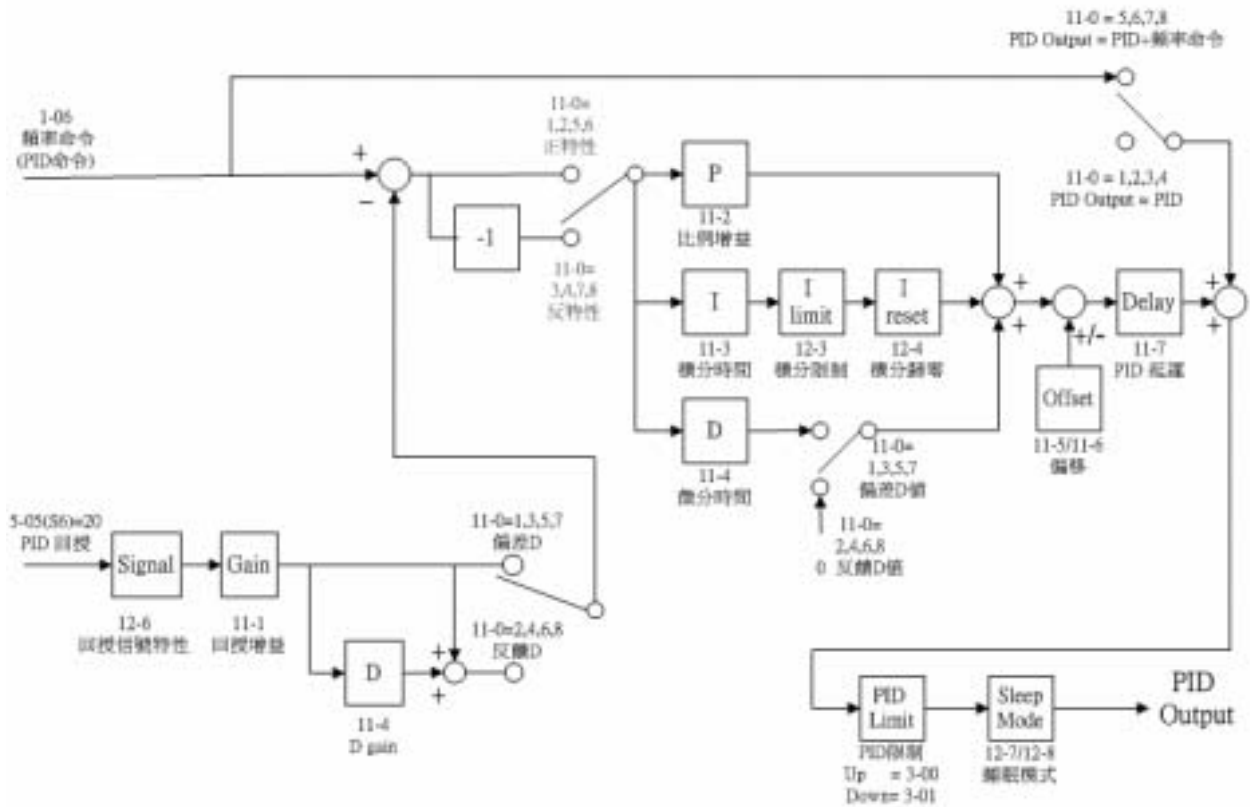 11-0 = 5,6,7,8
PID Output = PID+頻率命令
1-06
頻率命令
(PID命令)
11-0=
1,2,5,6
正特性
+
−
P
11-2
比例增益
11-0 = 1,2,3,4
PID Output = PID
-1
11-0=
3,4,7,8
反特性
I
11-3
積分時間
I
limit
12-3
積分限制
I
reset
12-4
積分歸零
+
+
+/-
Delay
11-7
PID 延遲
+
+
Offset
11-5/11-6
偏移
D
11-4
微分時間
11-0=
1,3,5,7
偏差D值
11-0=
2,4,6,8
0 反饋D值
5-05(S6)=20
PID 回授
Signal
12-6
回授信號特性
Gain
11-1
回授增益
11-0=1,3,5,7
偏差D
11-0=2,4,6,8
反饋D
D
11-4
D gain
+
+
PID
Limit
PID限制
Up = 3-00
Down= 3-01
Sleep
Mode
12-7/12-8
睡眠模式
PID
Output